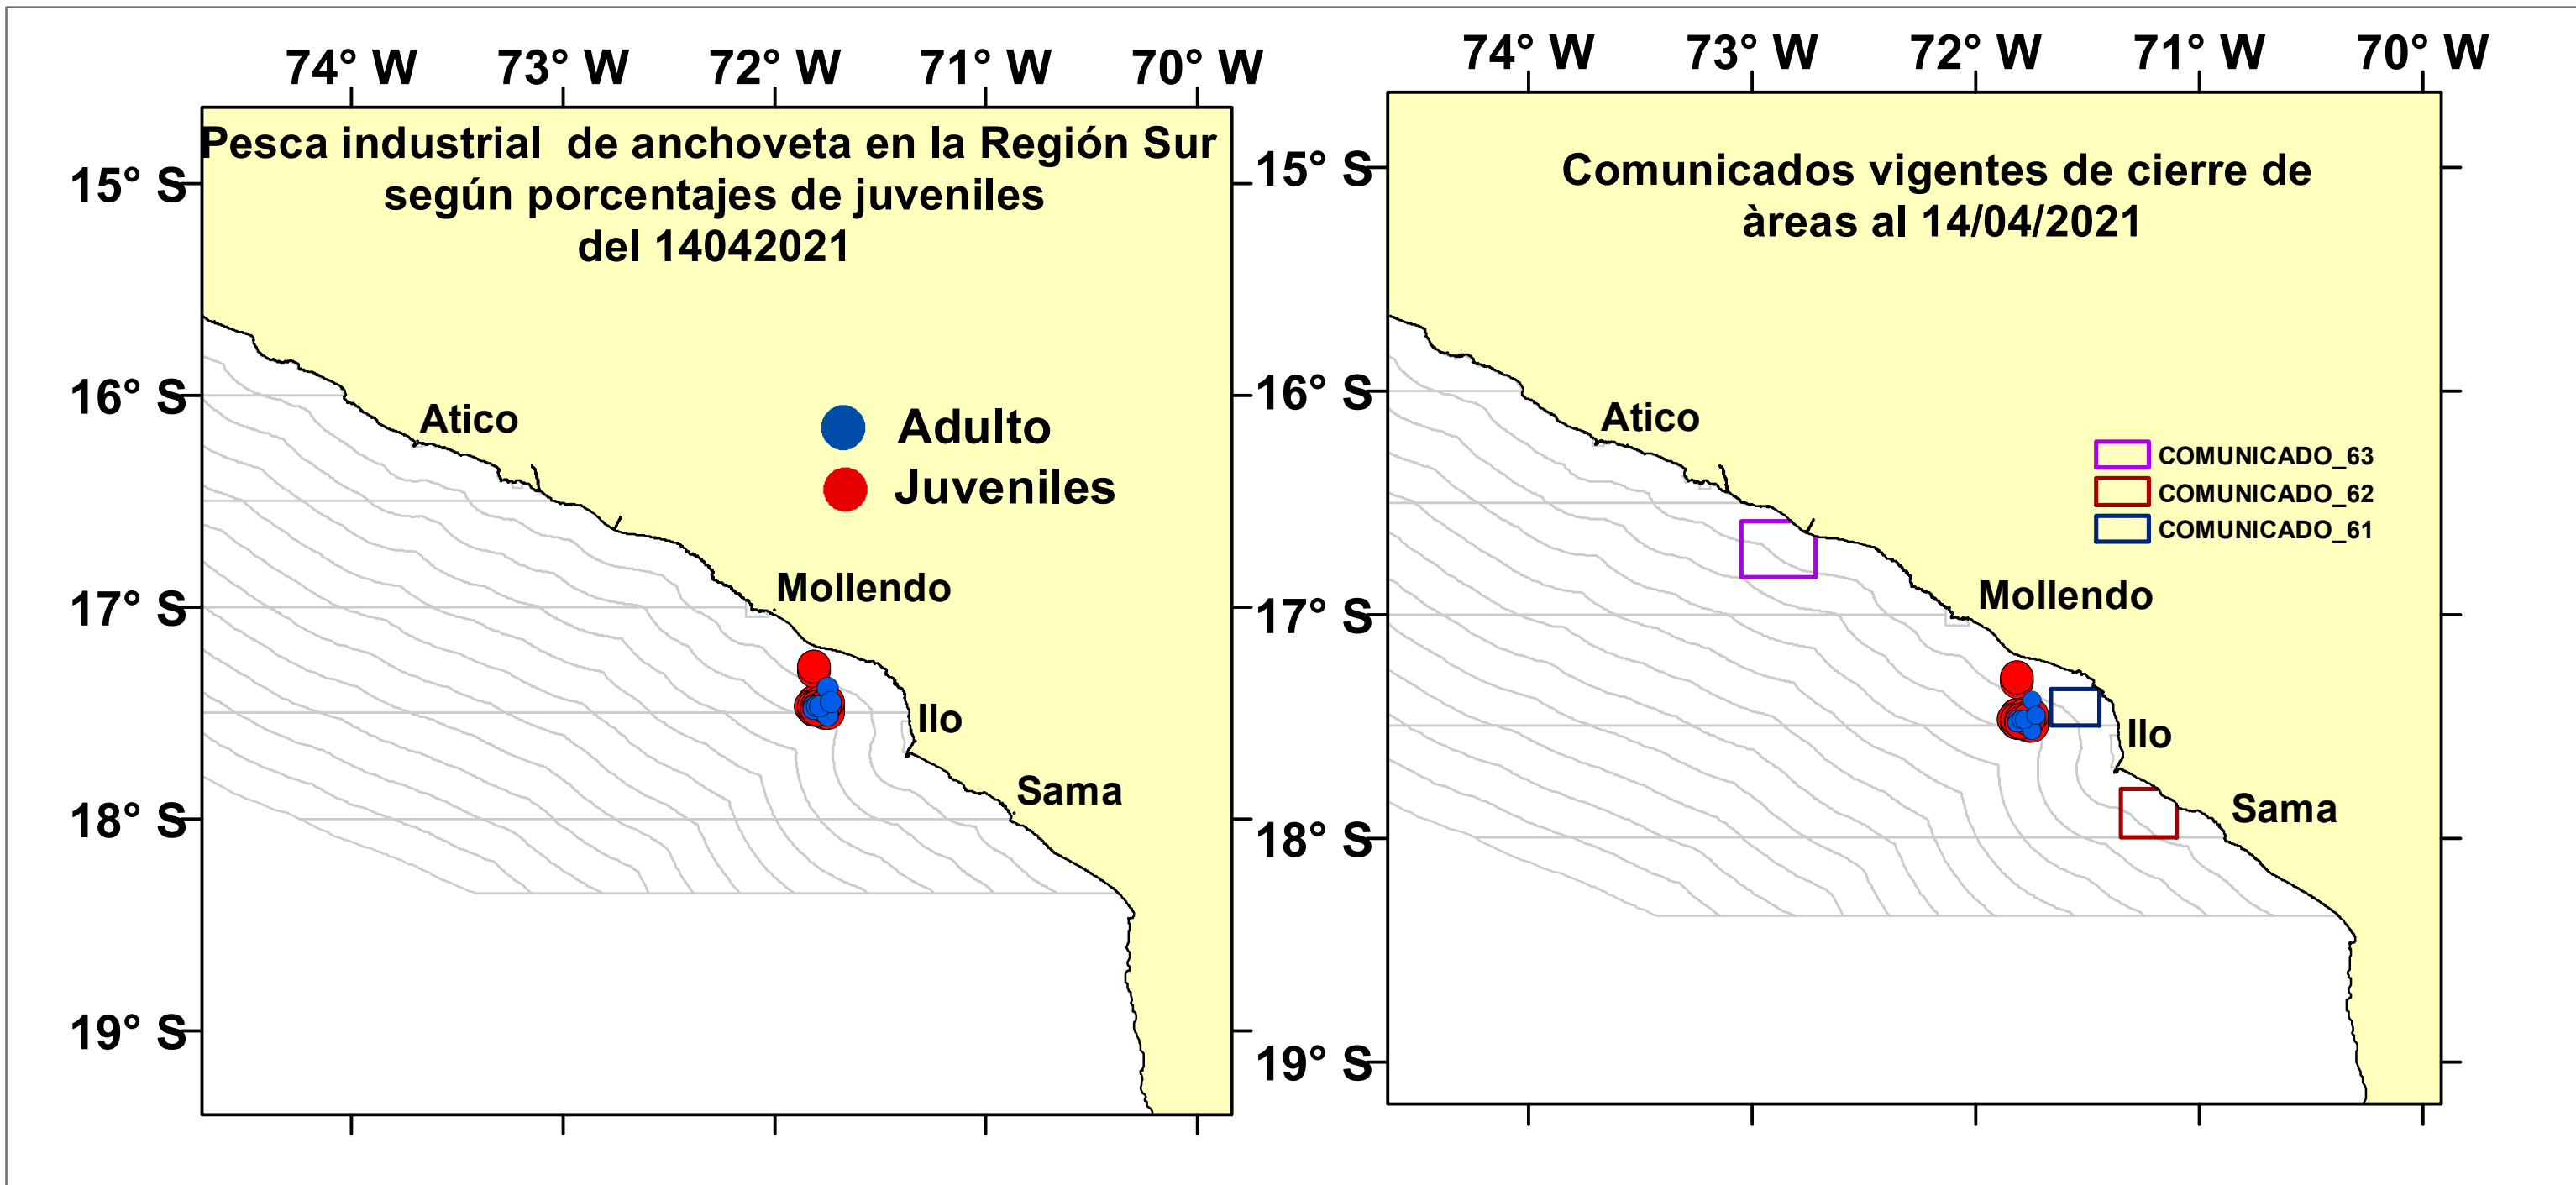 74° W 73° W 72° W 71° W 70° W
Pesca industrial de anchoveta en la Región Sur
según porcentajes de juveniles
del 14042021
15° S
16° S
17° S
18° S
19° S
Atico
Adulto
Juveniles
Mollendo
Ilo
Sama
74° W 73° W 72° W 71° W 70° W
Comunicados vigentes de cierre de
àreas al 14/04/2021
15° S
16° S
17° S
18° S
19° S
Atico
COMUNICADO_63
COMUNICADO_62
COMUNICADO_61
Mollendo
Ilo
Sama